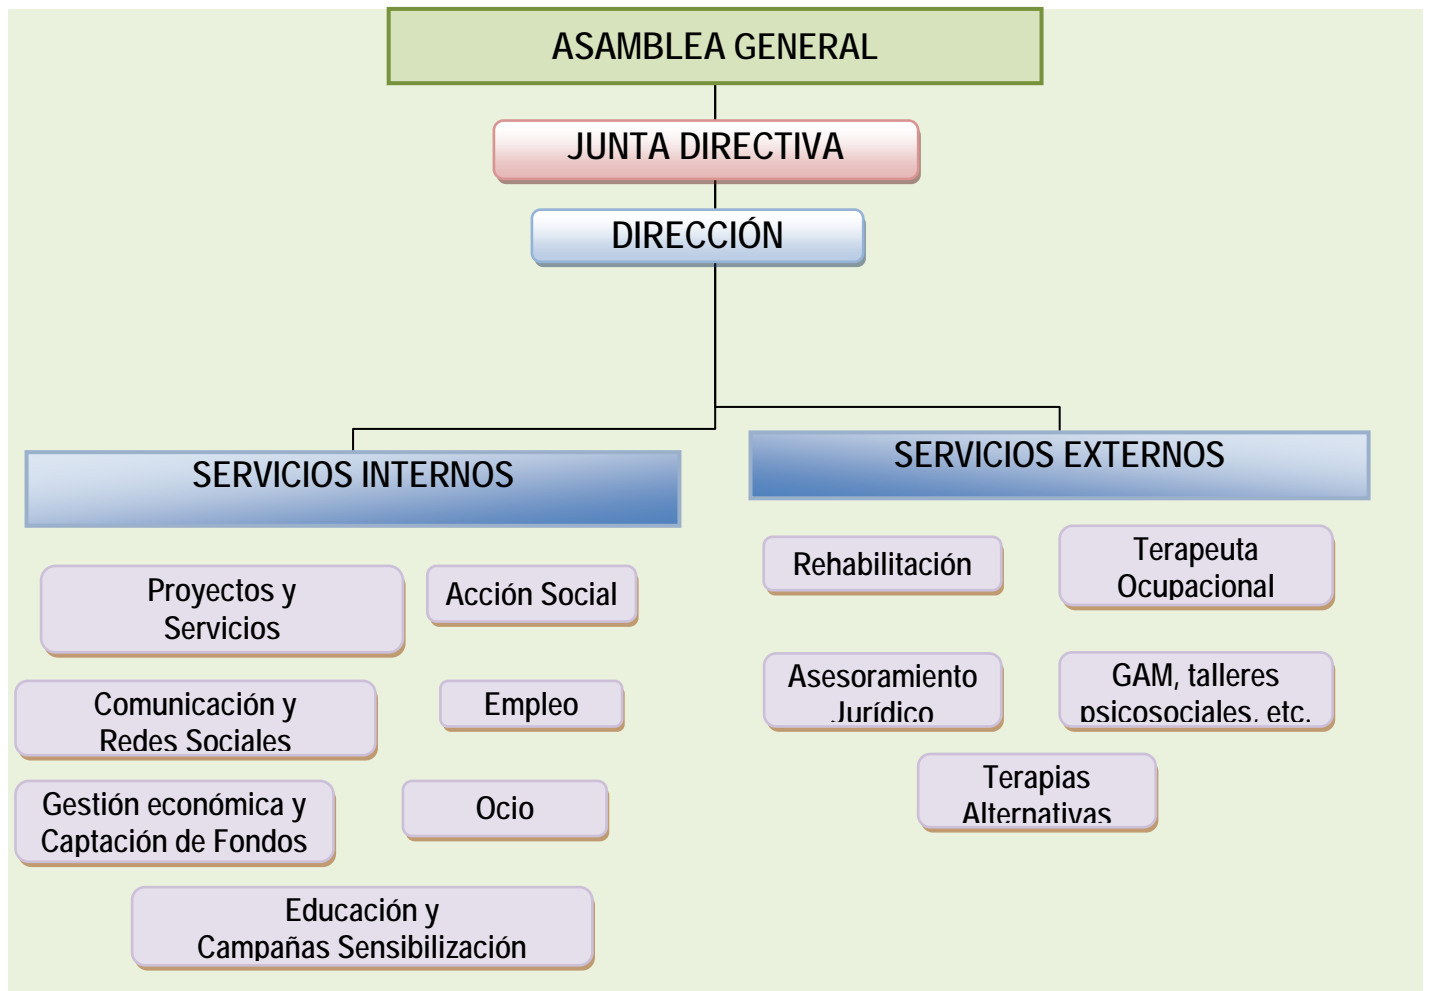 ASAMBLEA GENERAL
JUNTA DIRECTIVA
DIRECCIÓN
SERVICIOS INTERNOS
Proyectos y
Servicios
Acción Social
Comunicación y
Redes Sociales
Empleo
Gestión económica y
Captación de Fondos
Ocio
Educación y
Campañas Sensibilización
SERVICIOS EXTERNOS
Rehabilitación
Terapeuta
Ocupacional
Asesoramiento
Jurídico
GAM, talleres
psicosociales, etc.
Terapias
Alternativas